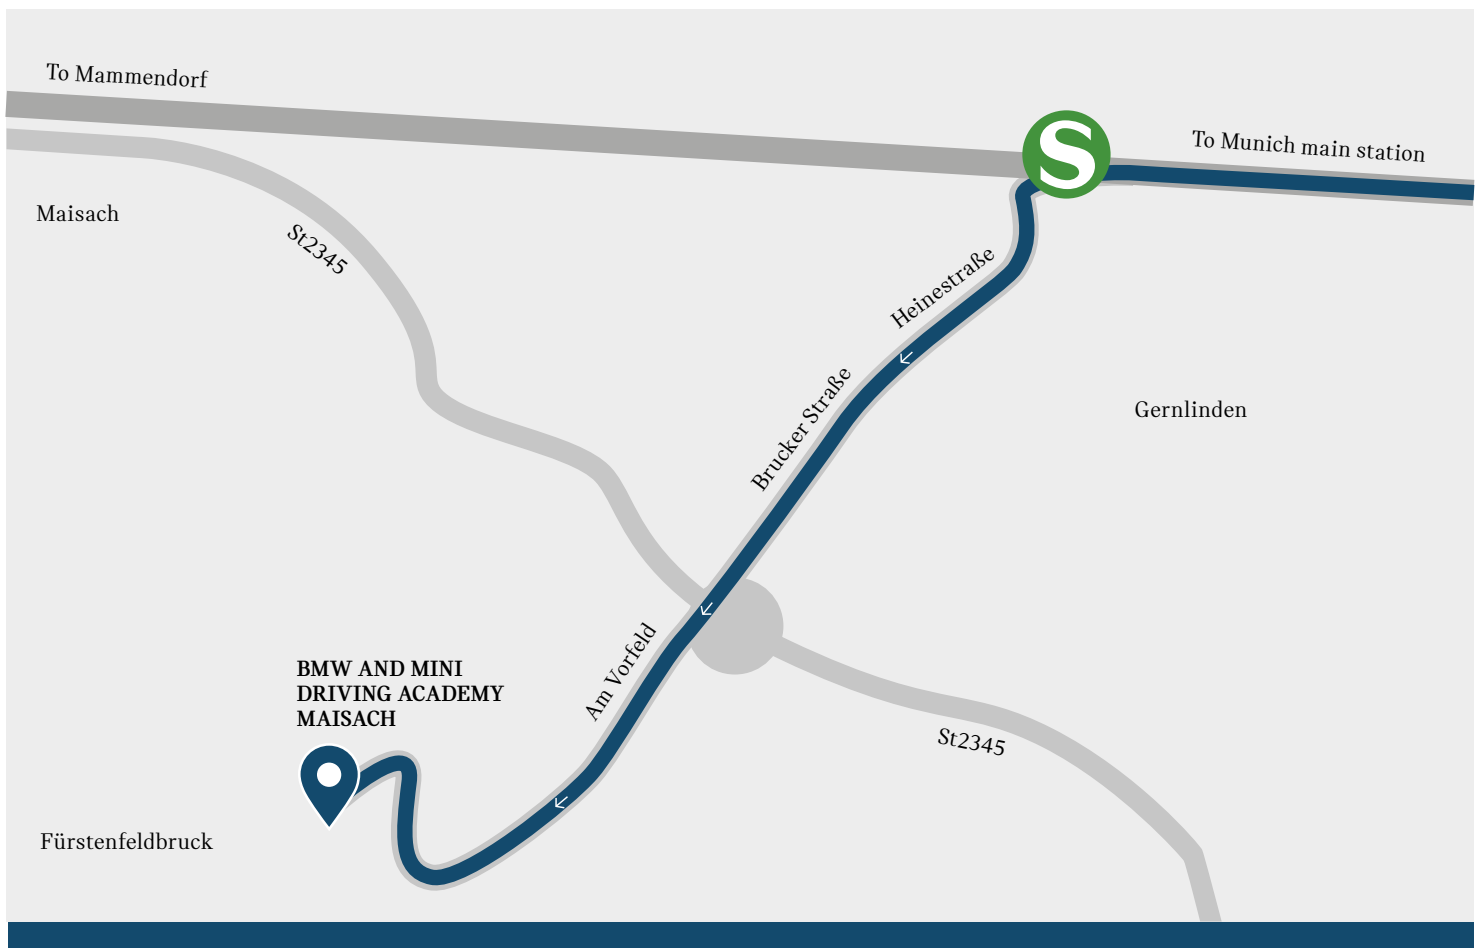 To Mammendorf
S
To Munich main station
Maisach
St2345
Heinestraße
Brucker Straße
Gernlinden
Am Vorfeld
BMW AND MINI
DRIVING ACADEMY
MAISACH
St2345
Fürstenfeldbruck